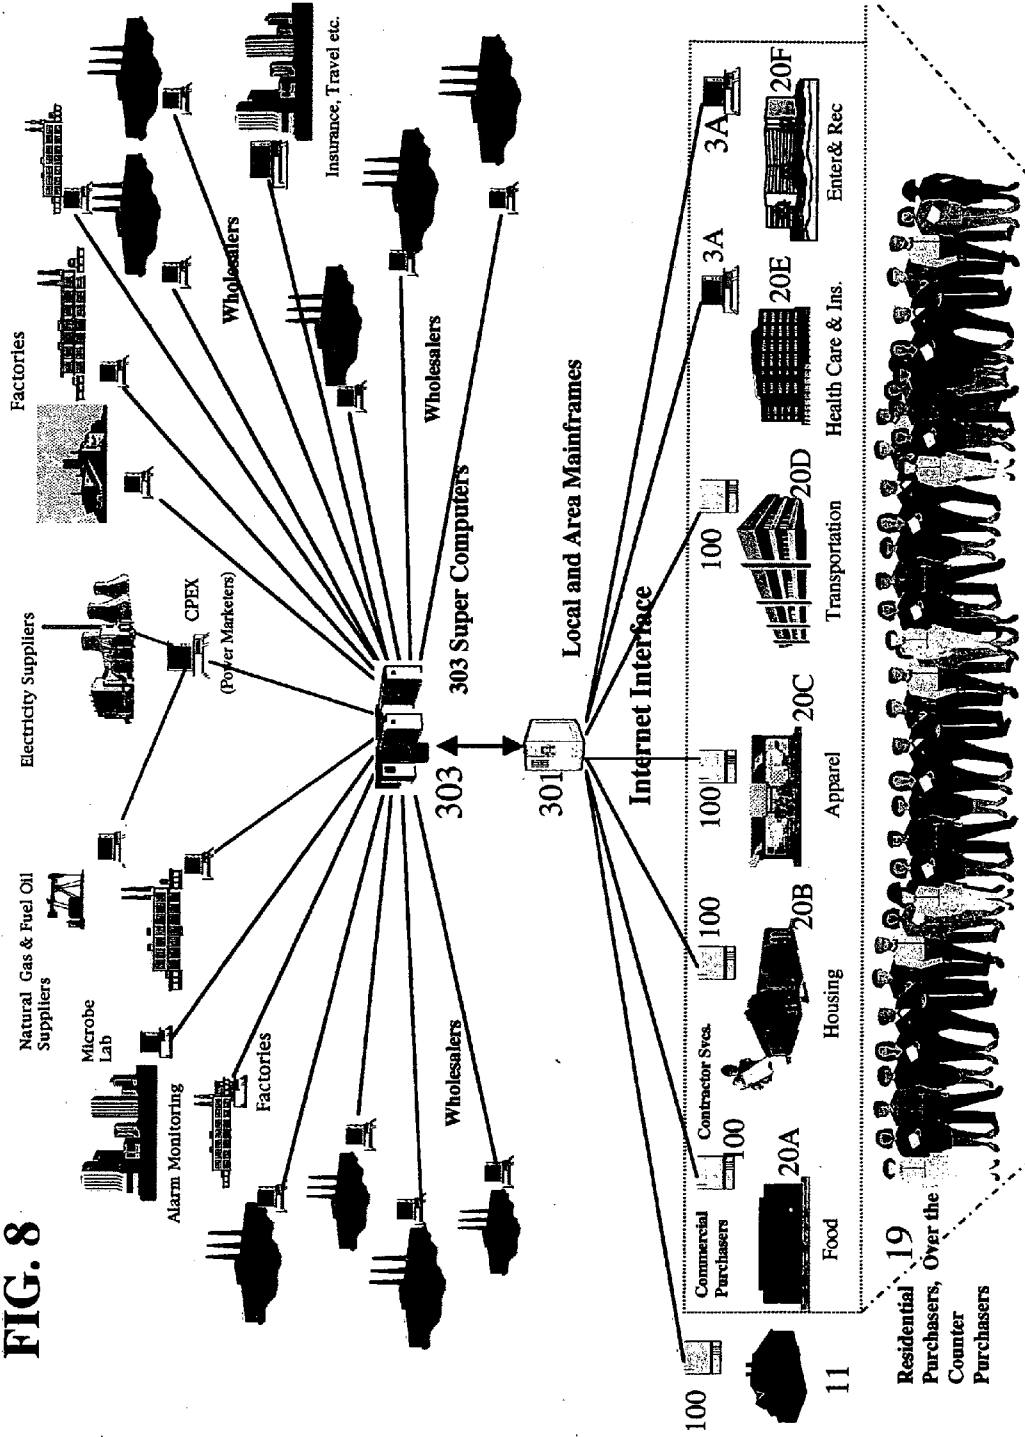 FIG. 8
Natural Gas & Fuel Oil
Suppliers
Electricity Suppliers
Factories
Microbe
Lab
Alarm Monitoring
CPEX
(Power Marketers)
Factories
Wholesalers
Insurance, Travel etc.
Wholesalers
Wholesalers
303
303 Super Computers
301
Local and Area Mainframes
Internet Interface
100
Commercial
Purchasers
100
Contractor Svces.
100
100
100
3A
3A
11
20A
20B
20C
20D
20E
20F
Food
Housing
Apparel
Transportation
Health Care & Ins.
Enter& Rec
Residential 19
Purchasers, Over the
Counter
Purchasers